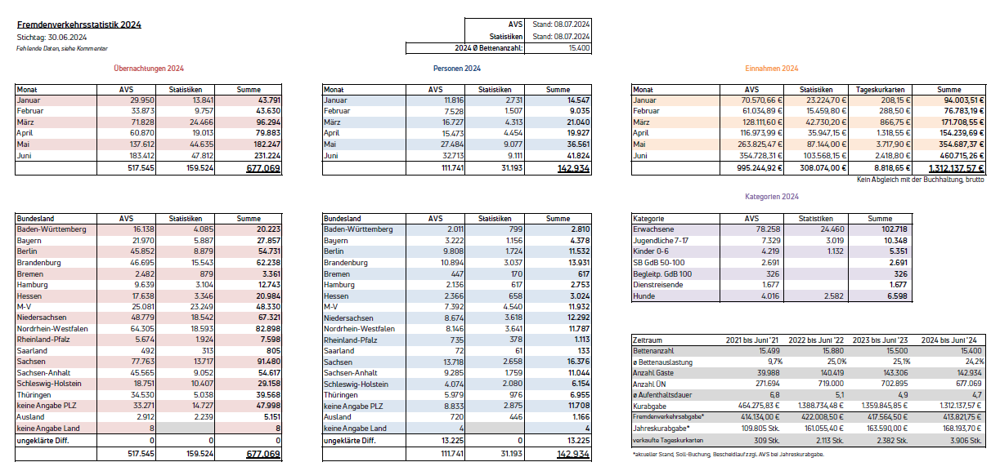 Fremdenverkehrsstatistik 2024
Stichtag: 30.06.2024
Fehlende Daten, siehe Kommentar
AVS Stand: 08.07.2024
Statistiken Stand: 08.07.2024
2024 Ø Bettenanzahl: 15.400
Übernachtungen 2024
Monat AVS Statistiken Summe
Januar 29.950 13.841 43.791
Februar 33.873 9.757 43.630
März 71.828 24.466 96.294
April 60.870 19.013 79.883
Mai 137.612 44.635 182.247
Juni 183.412 47.812 231.224
517.545 159.524 677.069
Personen 2024
Monat AVS Statistiken Summe
Januar 11.816 2.731 14.547
Februar 7.528 1.507 9.035
März 16.727 4.313 21.040
April 15.473 4.454 19.927
Mai 27.484 9.077 36.561
Juni 32.713 9.111 41.824
111.741 31.193 142.934
Einnahmen 2024
Monat AVS Statistiken Tageskurkarten Summe
Januar 70.570,66 € 23.224,70 € 208,15 € 94.003,51 €
Februar 61.034,89 € 15.459,80 € 288,50 € 76.783,19 €
März 128.111,60 € 42.730,20 € 866,75 € 171.708,55 €
April 116.973,99 € 35.947,15 € 1.318,55 € 154.239,69 €
Mai 263.825,47 € 87.144,00 € 3.717,90 € 354.687,37 €
Juni 354.728,31 € 103.568,15 € 2.418,80 € 460.715,26 €
995.244,92 € 308.074,00 € 8.818,65 € 1.312.137,57 €
Kein Abgleich mit der Buchhaltung, brutto
Bundesland AVS Statistiken Summe
Baden-Württemberg 16.138 4.085 20.223
Bayern 21.970 5.887 27.857
Berlin 45.852 8.879 54.731
Brandenburg 46.695 15.543 62.238
Bremen 2.482 879 3.361
Hamburg 9.639 3.104 12.743
Hessen 17.638 3.346 20.984
M-V 25.081 23.249 48.330
Niedersachsen 48.779 18.542 67.321
Nordrhein-Westfalen 64.305 18.593 82.898
Rheinland-Pfalz 5.674 1.924 7.598
Saarland 492 313 805
Sachsen 77.763 13.717 91.480
Sachsen-Anhalt 45.565 9.052 54.617
Schleswig-Holstein 18.751 10.407 29.158
Thüringen 34.530 5.038 39.568
keine Angabe PLZ 33.271 14.727 47.998
Ausland 2.912 2.239 5.151
keine Angabe Land 8 8
ungeklärte Diff. 0 0 0
517.545 159.524 677.069
Bundesland AVS Statistiken Summe
Baden-Württemberg 2.011 799 2.810
Bayern 3.222 1.156 4.378
Berlin 9.808 1.724 11.532
Brandenburg 10.894 3.037 13.931
Bremen 447 170 617
Hamburg 2.136 617 2.753
Hessen 2.366 658 3.024
M-V 7.392 4.540 11.932
Niedersachsen 8.674 3.618 12.292
Nordrhein-Westfalen 8.146 3.641 11.787
Rheinland-Pfalz 735 378 1.113
Saarland 72 61 133
Sachsen 13.718 2.658 16.376
Sachsen-Anhalt 9.285 1.759 11.044
Schleswig-Holstein 4.074 2.080 6.154
Thüringen 5.979 976 6.955
keine Angabe PLZ 8.833 2.875 11.708
Ausland 720 446 1.166
keine Angabe Land 4 4
ungeklärte Diff. 13.225 0 13.225
111.741 31.193 142.934
Kategorien 2024
Kategorie AVS Statistiken Summe
Erwachsene 78.258 24.460 102.718
Jugendliche 7-17 7.329 3.019 10.348
Kinder 0-6 4.219 1.132 5.351
SB GdB 50-100 2.691 2.691
Begleitp. GdB 100 326 326
Dienstreisende 1.677 1.677
Hunde 4.016 2.582 6.598
Zeitraum 2021 bis Juni '21 2022 bis Juni '22 2023 bis Juni '23 2024 bis Juni '24
Bettenanzahl 15.499 15.880 15.500 15.400
ø Bettenauslastung 9,7% 25,0% 25,1% 24,2%
Anzahl Gäste 39.988 140.419 143.306 142.934
Anzahl ÜN 271.694 719.000 702.895 677.069
ø Aufenthaltsdauer 6,8 5,1 4,9 4,7
Kurabgabe 464.275,83 € 1.388.734,48 € 1.359.845,85 € 1.312.137,57 €
Fremdenverkehrsabgabe* 414.134,00 € 422.008,50 € 417.564,50 € 413.821,75 €
Jahreskurabgabe* 109.805 Stk. 161.055,40 € 163.590,00 € 168.193,70 €
verkaufte Tageskurkarten 309 Stk. 2.113 Stk. 2.382 Stk. 3.906 Stk.
*aktueller Stand, Soll-Buchung, Bescheidlauf zzgl. AVS bei Jahreskurabgabe.